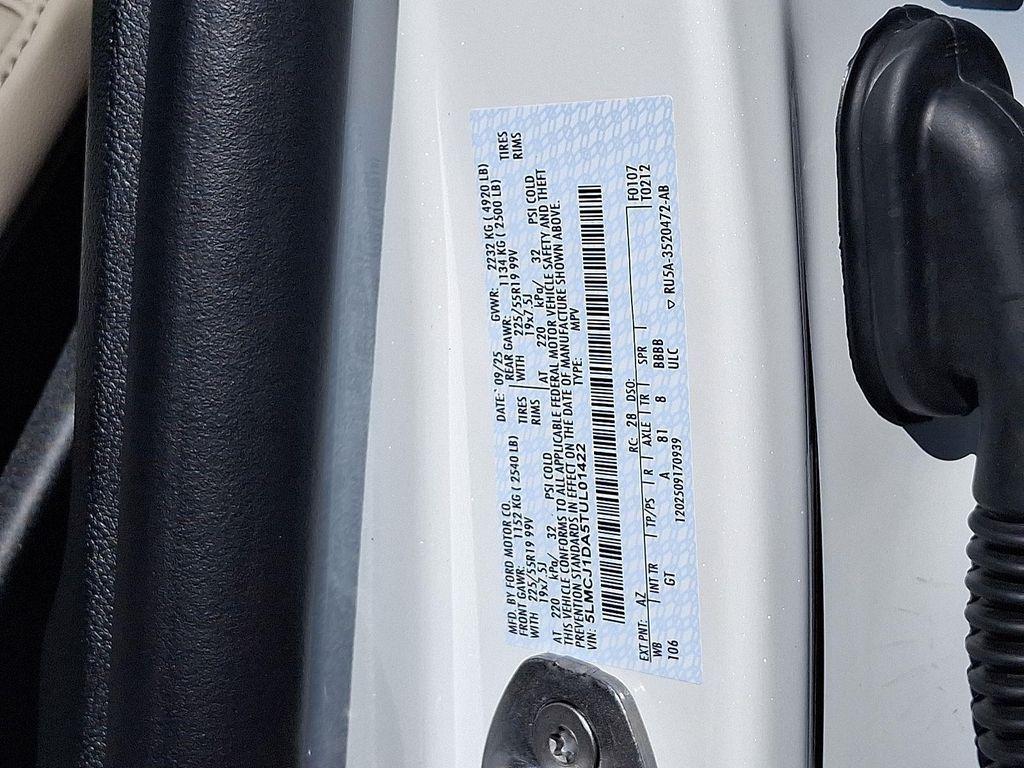 MFD. BY FORD MOTOR CO.
DATE: 09/25 GVWR: 2232 KG ( 4920 LB)
FRONT GAWR: 1152 KG ( 2540 LB) REAR GAWR: 1134 KG ( 2500 LB)
WITH 225/55R19 99V TIRES WITH 225/55R19 99V TIRES
19x7.5J RIMS 19x7.5J RIMS
AT 220 kPa/ 32 PSI COLD AT 220 kPa/ 32 PSI COLD
THIS VEHICLE CONFORMS TO ALL APPLICABLE FEDERAL MOTOR VEHICLE SAFETY AND THEFT
PREVENTION STANDARDS IN EFFECT ON THE DATE OF MANUFACTURE SHOWN ABOVE.
VIN: 5LMCJ1DA5TUL01422 TYPE: MPV
EXT PNT: AZ RC: 28 DSO: F0107
WB INT TR TP/PS R AXLE TR SPR T0212
106 GT A 81 8 BBBB
1202509170939 ULC
▽ RU5A-3520472-AB